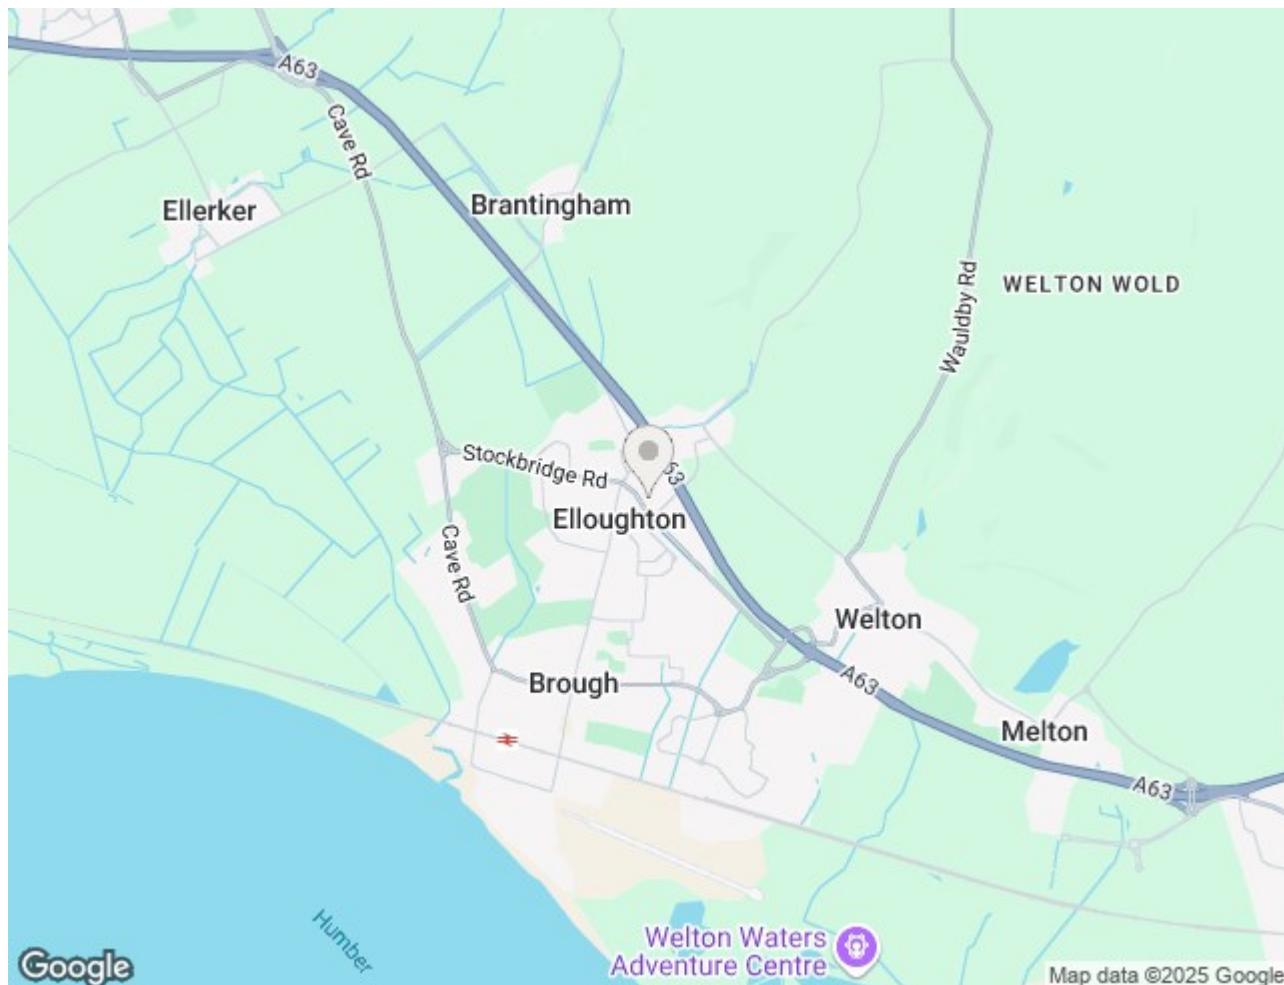 A63
Cave Rd
Ellerker
Brantingham
WELTON WOLD
Wauldby Rd
Stockbridge Rd
63
Elloughton
Cave Rd
Welton
Brough
A63
Melton
A63
Humber
Welton Waters
Adventure Centre
Google
Map data ©2025 Google